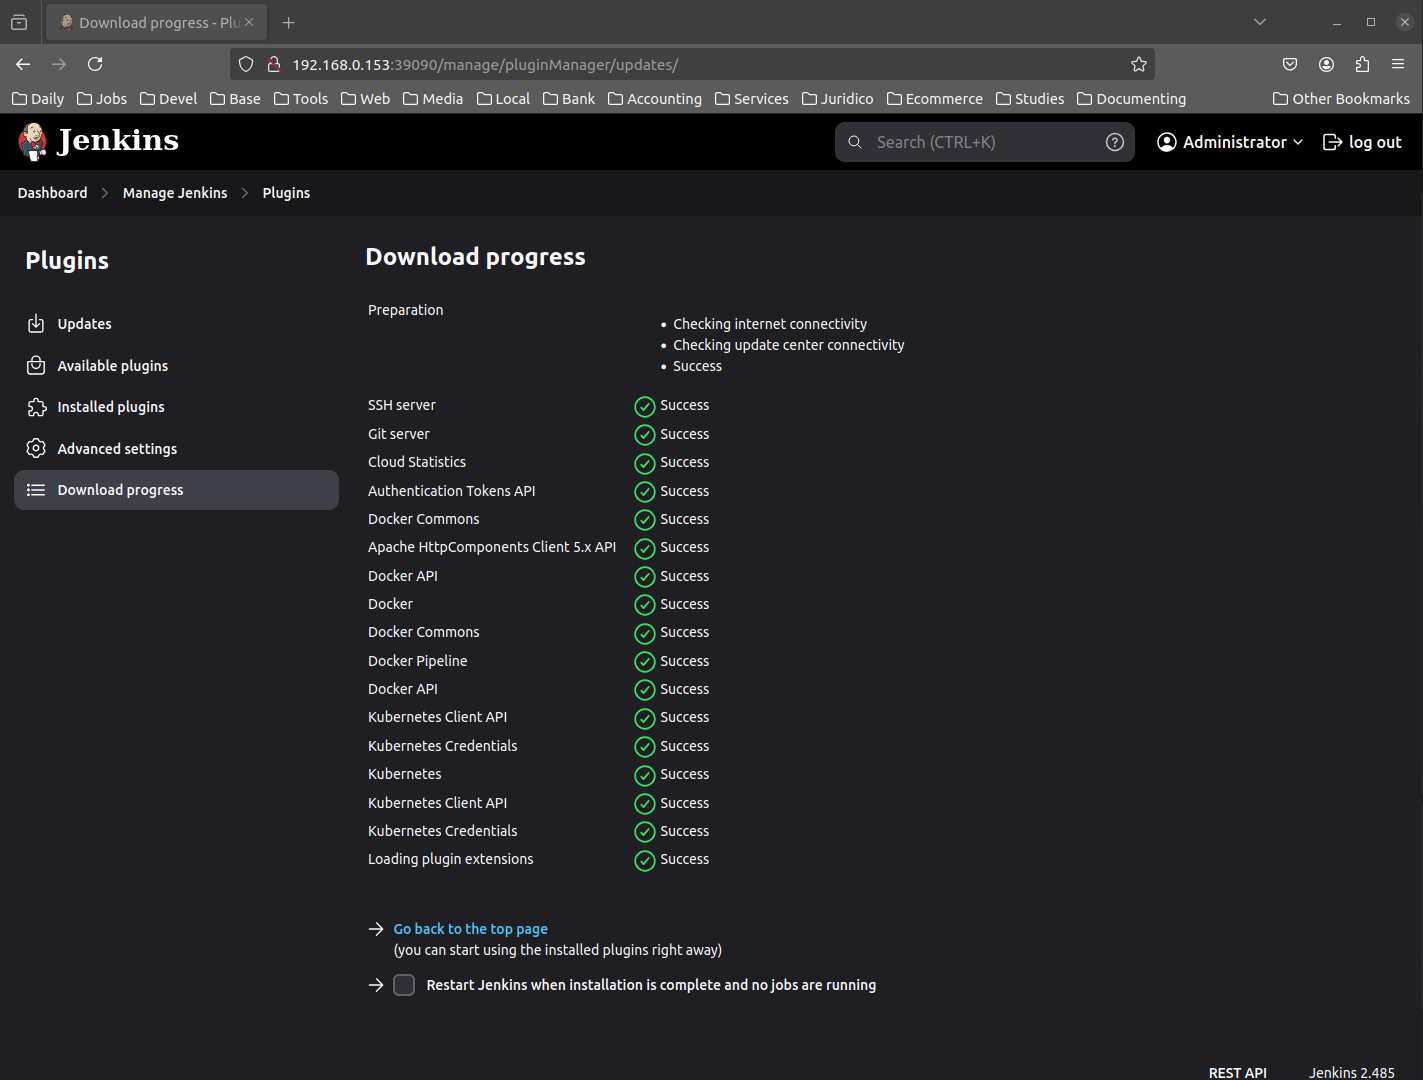 Download progress - Plu
192.168.0.153:39090/manage/pluginManager/updates/
Daily Jobs Devel Base Tools Web Media Local Bank Accounting Services Juridico Ecommerce Studies Documenting Other Bookmarks
Jenkins Search (CTRL+K) Administrator log out
Dashboard Manage Jenkins Plugins
Plugins
Updates
Available plugins
Installed plugins
Advanced settings
Download progress
Download progress
Preparation
Checking internet connectivity
Checking update center connectivity
Success
SSH server Success
Git server Success
Cloud Statistics Success
Authentication Tokens API Success
Docker Commons Success
Apache HttpComponents Client 5.x API Success
Docker API Success
Docker Success
Docker Commons Success
Docker Pipeline Success
Docker API Success
Kubernetes Client API Success
Kubernetes Credentials Success
Kubernetes Success
Kubernetes Client API Success
Kubernetes Credentials Success
Loading plugin extensions Success
Go back to the top page
(you can start using the installed plugins right away)
Restart Jenkins when installation is complete and no jobs are running
REST API Jenkins 2.485